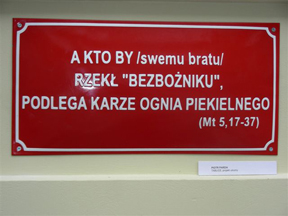 A KTO BY /swemu bratu/
RZEKŁ "BEZBOŻNIKU",
PODLEGA KARZE OGNIA PIEKIELNEGO
(Mt 5,17-37)